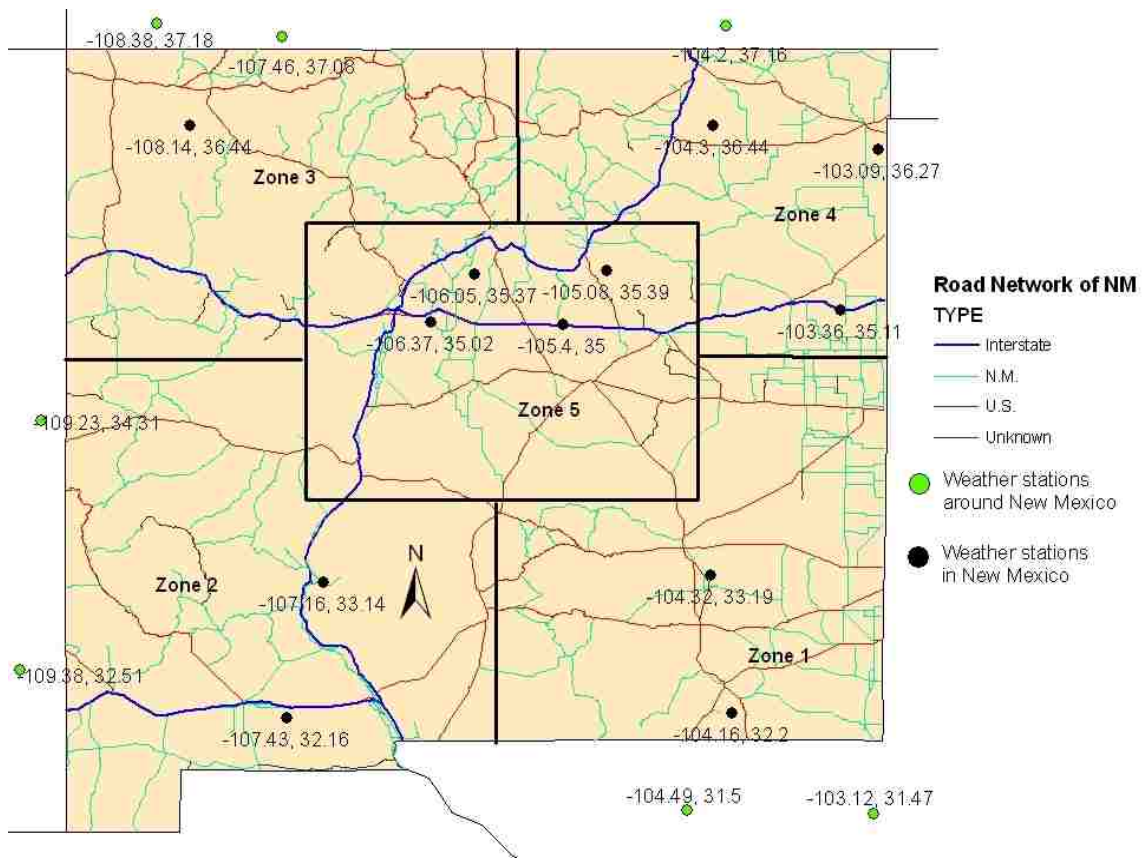 -108.38, 37.18
-107.46, 37.08
-104.2, 37.16
-108.14, 36.44
-104.3, 36.44
-103.09, 36.27
Zone 3
Zone 4
-106.05, 35.37
-105.08, 35.39
-103.36, 35.11
-106.37, 35.02
-105.4, 35
Zone 5
-109.23, 34.31
Road Network of NM
TYPE
Interstate
N.M.
U.S.
Unknown
Weather stations
around New Mexico
Weather stations
in New Mexico
N
Zone 2
-107.16, 33.14
-104.32, 33.19
Zone 1
-109.38, 32.51
-107.43, 32.16
-104.16, 32.2
-104.49, 31.5
-103.12, 31.47